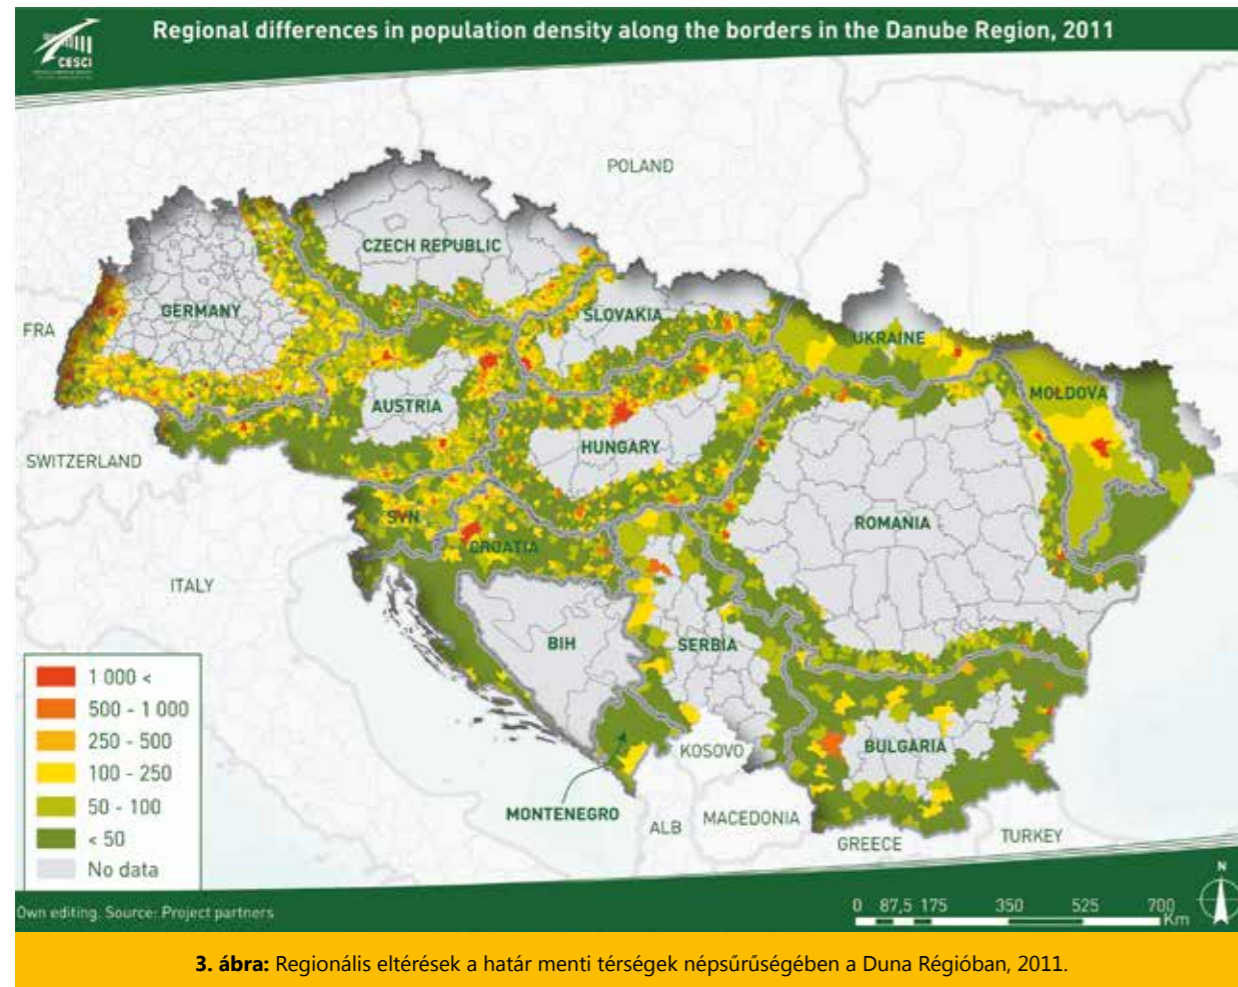 Regional differences in population density along the borders in the Danube Region, 2011
CESCI
POLAND
CZECH REPUBLIC
GERMANY
SLOVAKIA
FRA
UKRAINE
MOLDOVA
AUSTRIA
HUNGARY
SWITZERLAND
SVN
ROMANIA
CROATIA
ITALY
BIH
SERBIA
1 000 <
500 - 1 000
250 - 500
100 - 250
50 - 100
< 50
No data
KOSOVO
BULGARIA
MONTENEGRO
ALB
MACEDONIA
GREECE
TURKEY
N
Own editing. Source: Project partners
0 87,5 175 350 525 700
Km
3. ábra: Regionális eltérések a határ menti térségek népsűrűségében a Duna Régióban, 2011.